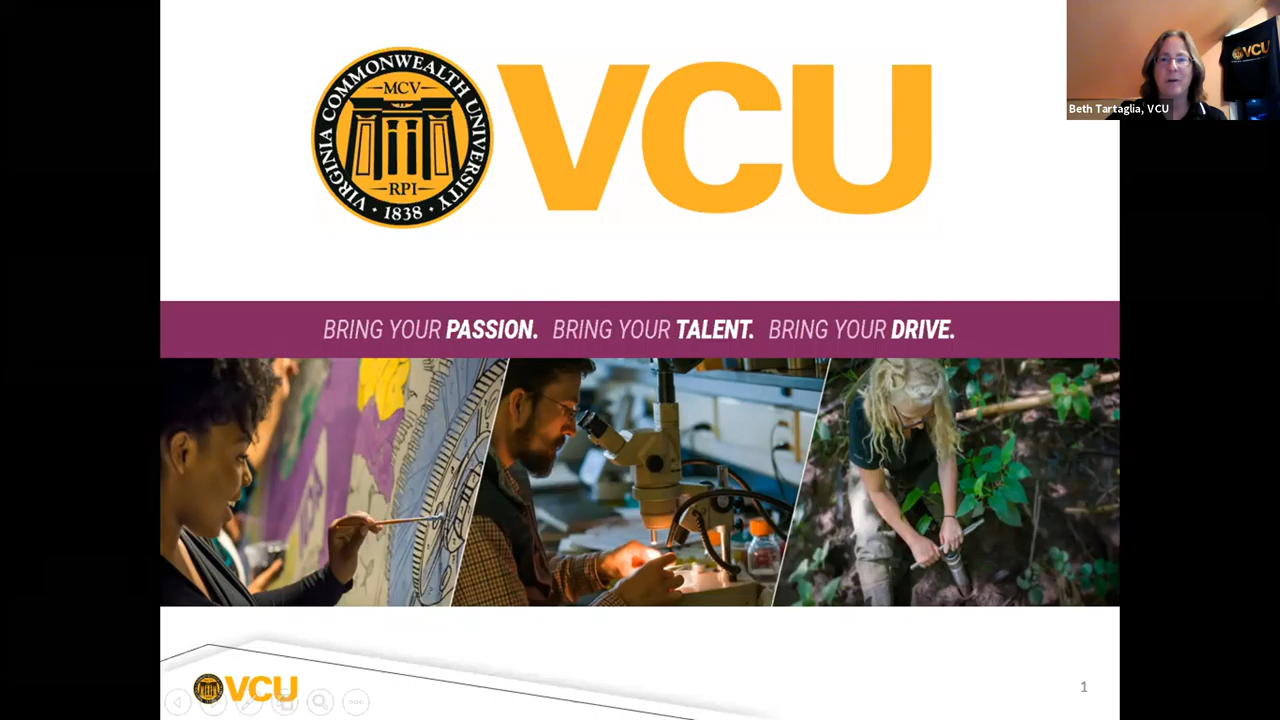 VIRGINIA COMMONWEALTH UNIVERSITY
MCV
RPI
· 1838 ·
VCU
VCU
Beth Tartaglia, VCU
BRING YOUR PASSION. BRING YOUR TALENT. BRING YOUR DRIVE.
VCU
1